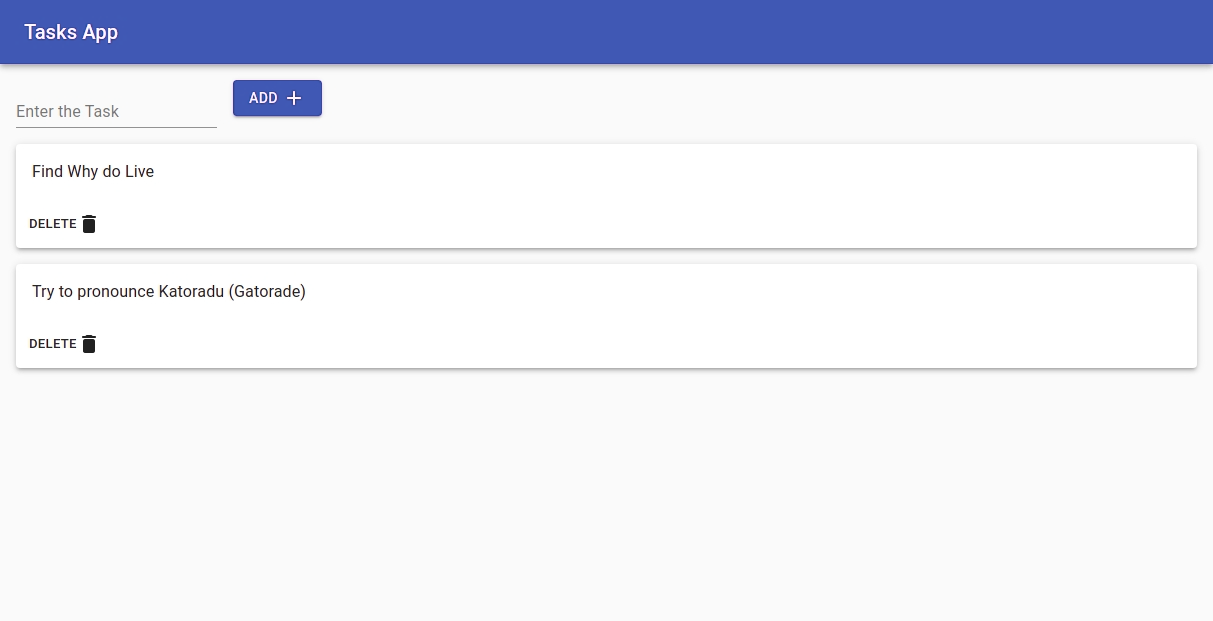 Tasks App
Enter the Task
ADD
Find Why do Live
DELETE
Try to pronounce Katoradu (Gatorade)
DELETE